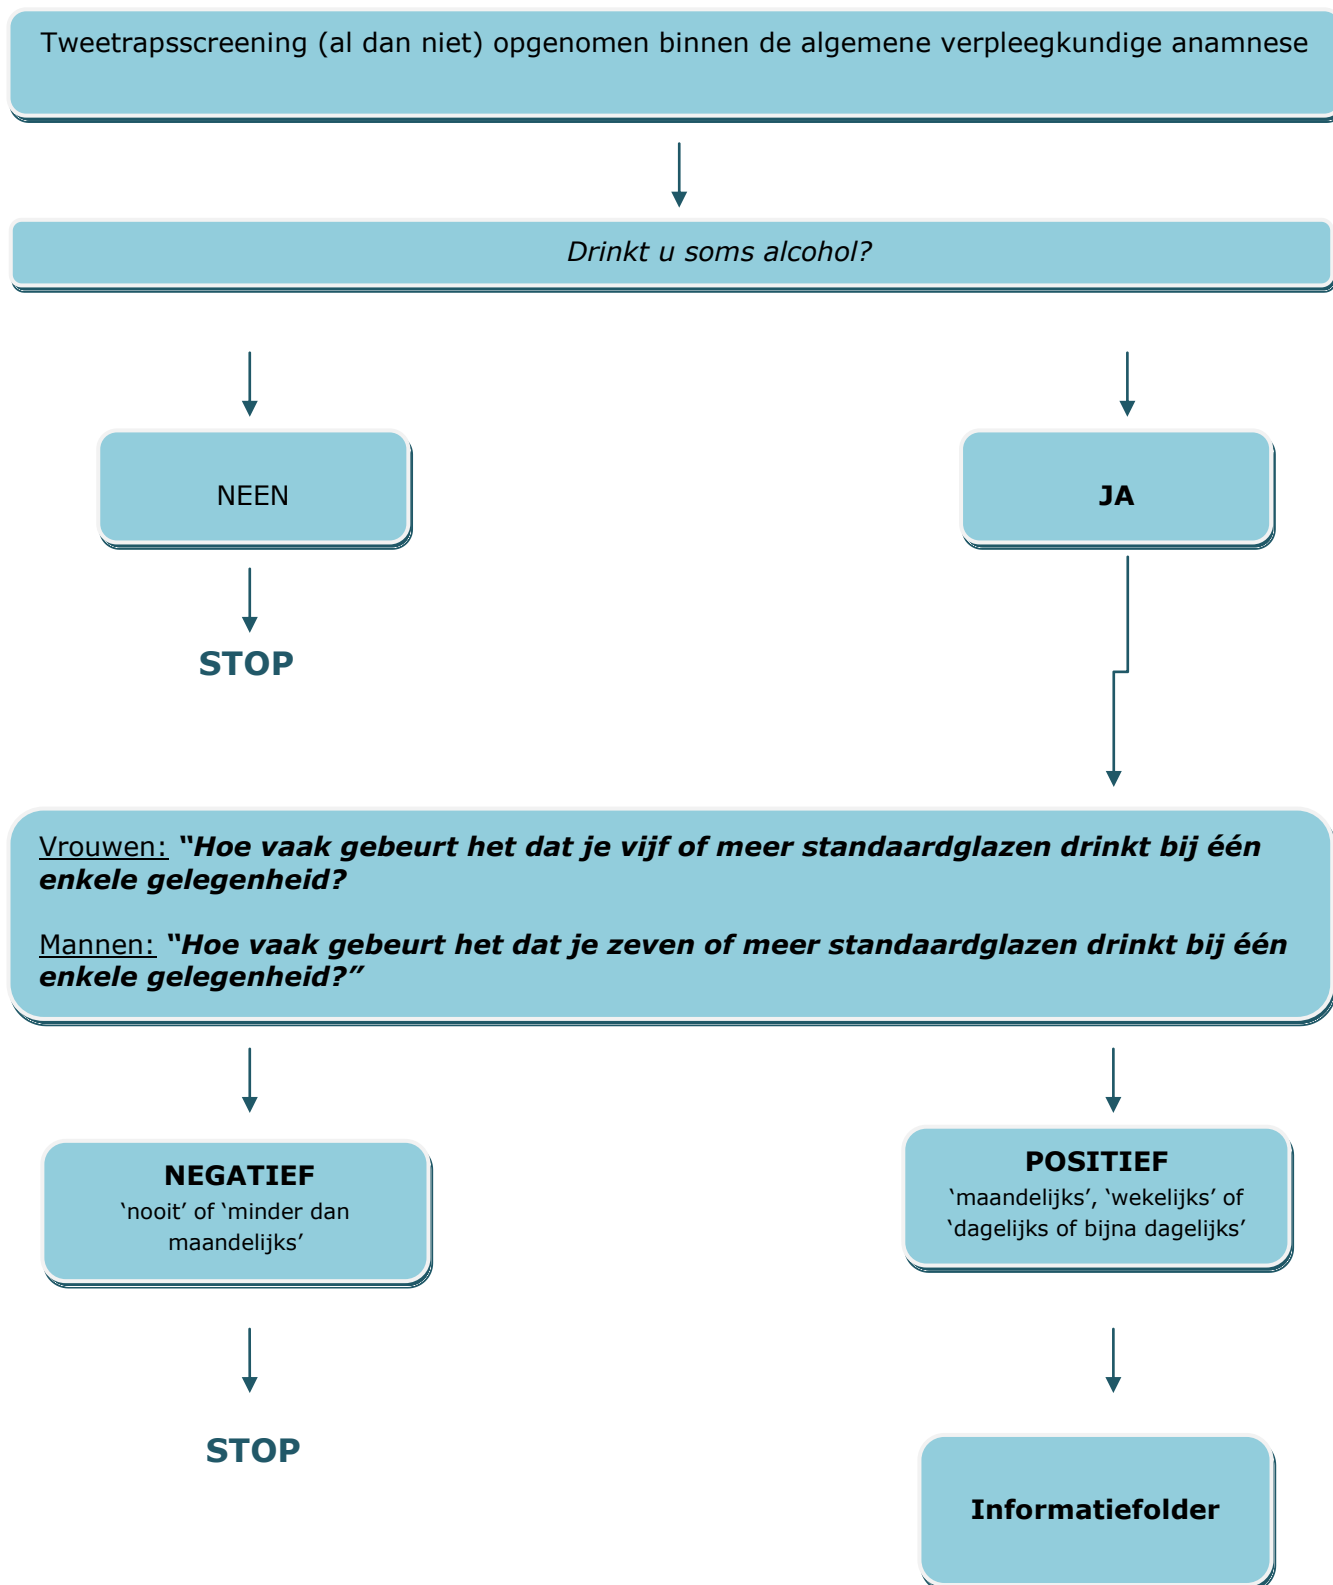 Tweetrapsscreening (al dan niet) opgenomen binnen de algemene verpleegkundige anamnese
Drinkt u soms alcohol?
NEEN
JA
STOP
Vrouwen: “Hoe vaak gebeurt het dat je vijf of meer standaardglazen drinkt bij één
enkele gelegenheid?
Mannen: “Hoe vaak gebeurt het dat je zeven of meer standaardglazen drinkt bij één
enkele gelegenheid?”
NEGATIEF
‘nooit’ of ‘minder dan
maandelijks’
POSITIEF
‘maandelijks’, ‘wekelijks’ of
‘dagelijks of bijna dagelijks’
STOP
Informatiefolder